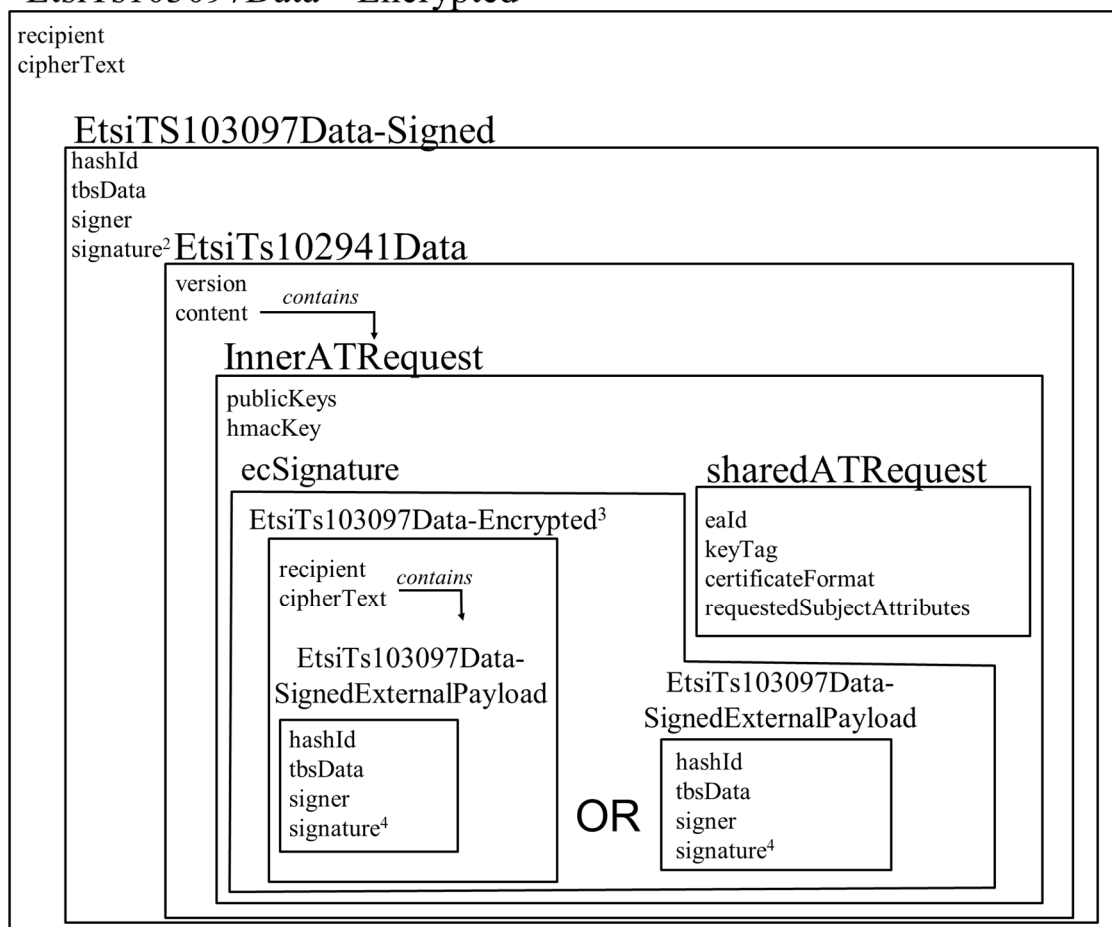 EtsiTs103097Data - Encrypted
recipient
cipherText
EtsiTS103097Data-Signed
hashId
tbsData
signer
signature2 EtsiTs102941Data
version
content contains
InnerATRequest
publicKeys
hmacKey
ecSignature sharedATRequest
EtsiTs103097Data-Encrypted3
eaId
keyTag
certificateFormat
requestedSubjectAttributes
recipient
cipherText contains
EtsiTs103097Data-
SignedExternalPayload
hashId
tbsData
signer
signature4
OR
EtsiTs103097Data-
SignedExternalPayload
hashId
tbsData
signer
signature4